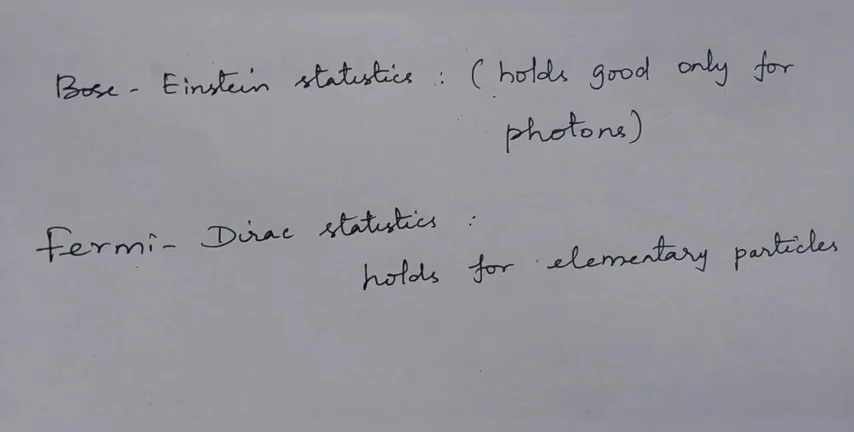 Bose - Einstein statistics : (holds good only for
photons)
Fermi - Dirac statistics :
holds for elementary particles